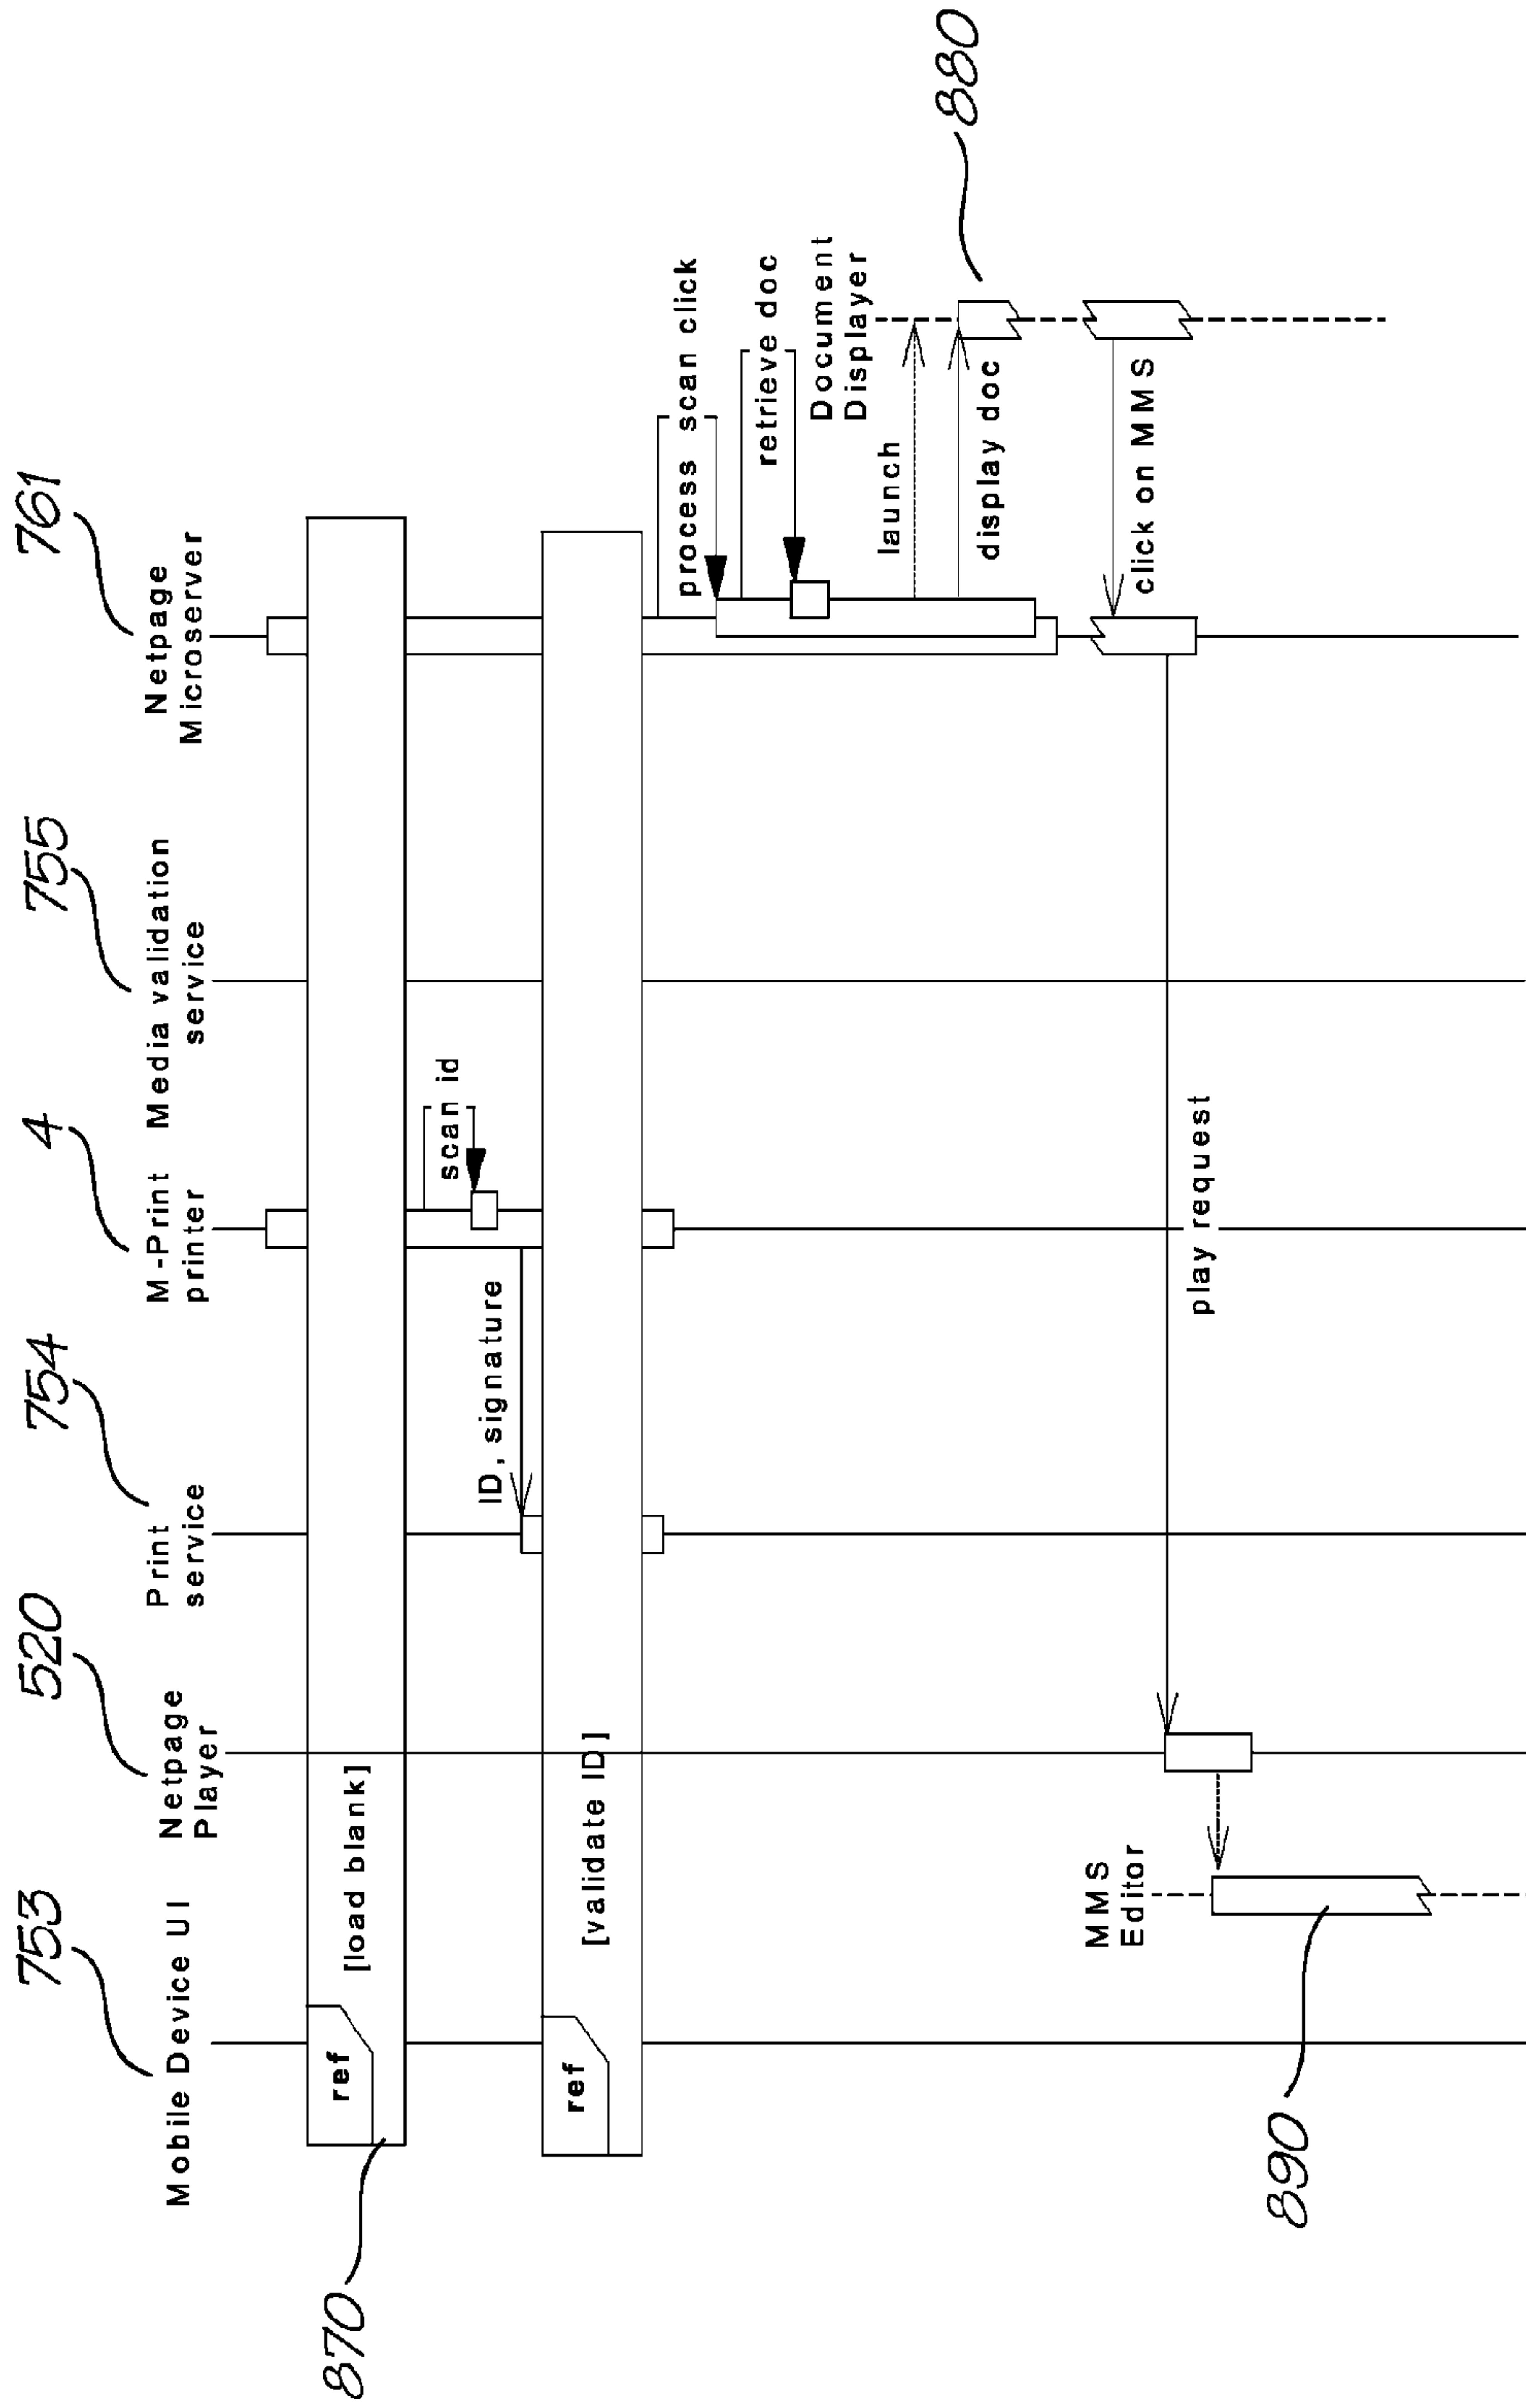 753
520
754
4
755
761
Mobile Device UI
Netpage
Player
Print
service
M-Print
printer
Media validation
service
Netpage
Microserver
870
ref
[load blank]
scan id
ID, signature
ref
[validate ID]
process scan click
retrieve doc
Document
Displayer
launch
display doc
880
MMS
Editor
click on MMS
play request
890